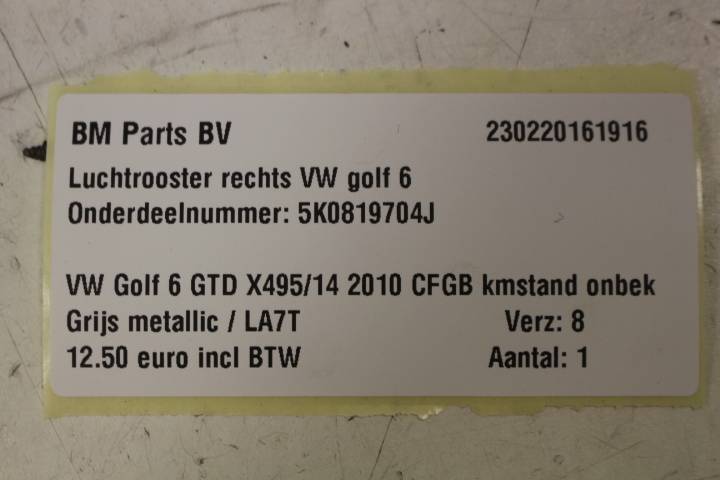 BM Parts BV 230220161916
Luchtrooster rechts VW golf 6
Onderdeelnummer: 5K0819704J
VW Golf 6 GTD X495/14 2010 CFGB kmstand onbek
Grijs metallic / LA7T Verz: 8
12.50 euro incl BTW Aantal: 1